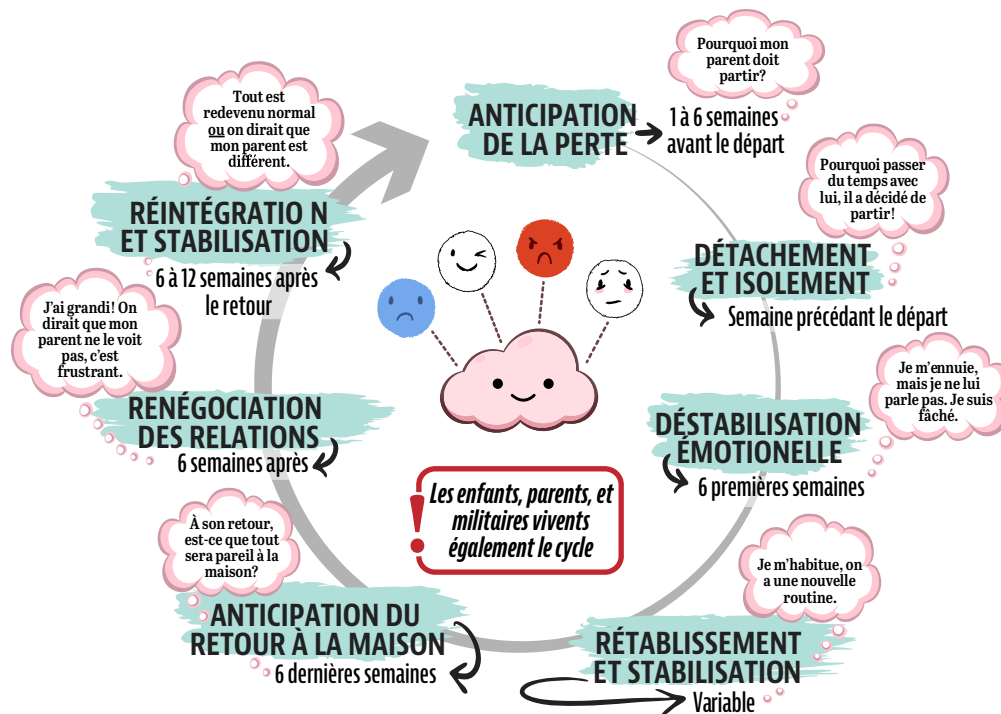 Pourquoi mon
parent doit
partir?
ANTICIPATION
DE LA PERTE
1 à 6 semaines
avant le départ
Pourquoi passer
du temps avec
lui, il a décidé de
partir!
DÉTACHEMENT
ET ISOLEMENT
Semaine précédant le départ
Je m'ennuie,
mais je ne lui
parle pas. Je suis
fâché.
DÉSTABILISATION
ÉMOTIONELLE
6 premières semaines
Je m'habitue, on
a une nouvelle
routine.
RÉTABLISSEMENT
ET STABILISATION
Variable
À son retour,
est-ce que tout
sera pareil à la
maison?
ANTICIPATION DU
RETOUR À LA MAISON
6 dernières semaines
J'ai grandi! On
dirait que mon
parent ne le voit
pas, c'est
frustrant.
RENÉGOCIATION
DES RELATIONS
6 semaines après
Tout est
redevenu normal
ou on dirait que
mon parent est
différent.
RÉINTÉGRATIO N
ET STABILISATION
6 à 12 semaines après
le retour
! Les enfants, parents, et
militaires vivents
également le cycle